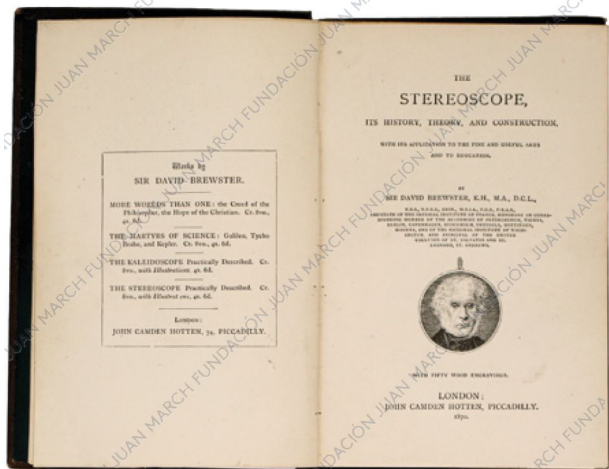 Works by
SIR DAVID BREWSTER.
MORE WORLDS THAN ONE: the Creed of the
Philosopher, the Hope of the Christian. Cr. 8vo.,
4s. 6d.
THE MARTYRS OF SCIENCE: Galileo, Tycho
Brahe, and Kepler. Cr. 8vo., 4s. 6d.
THE KALEIDOSCOPE Practically Described. Cr.
8vo., with Illustrations. 4s. 6d.
THE STEREOSCOPE Practically Described. Cr.
8vo., with 4s. 6d.
London:
JOHN CAMDEN HOTTEN, 74, PICCADILLY.
THE
STEREOSCOPE,
ITS HISTORY, THEORY, AND CONSTRUCTION,
WITH ITS APPLICATION TO THE FINE AND USEFUL ARTS
AND TO EDUCATION.
BY
SIR DAVID BREWSTER, K.H., M.A., D.C.L.,
WITH FIFTY WOOD ENGRAVINGS.
LONDON:
JOHN CAMDEN HOTTEN, PICCADILLY.
FUNDACIÓN JUAN MARCH